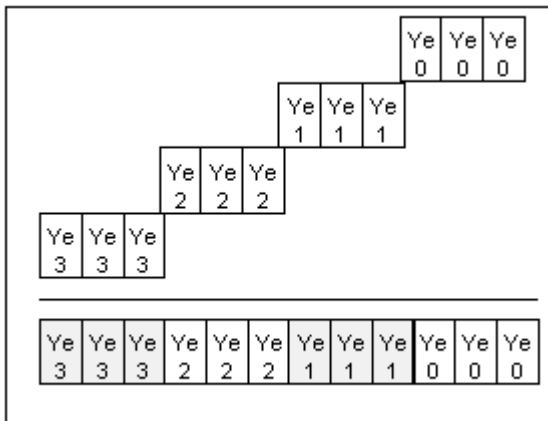 Ye Ye Ye
0 0 0
Ye Ye Ye
1 1 1
Ye Ye Ye
2 2 2
Ye Ye Ye
3 3 3
Ye Ye Ye Ye Ye Ye Ye Ye Ye Ye Ye Ye
3 3 3 2 2 2 1 1 1 0 0 0